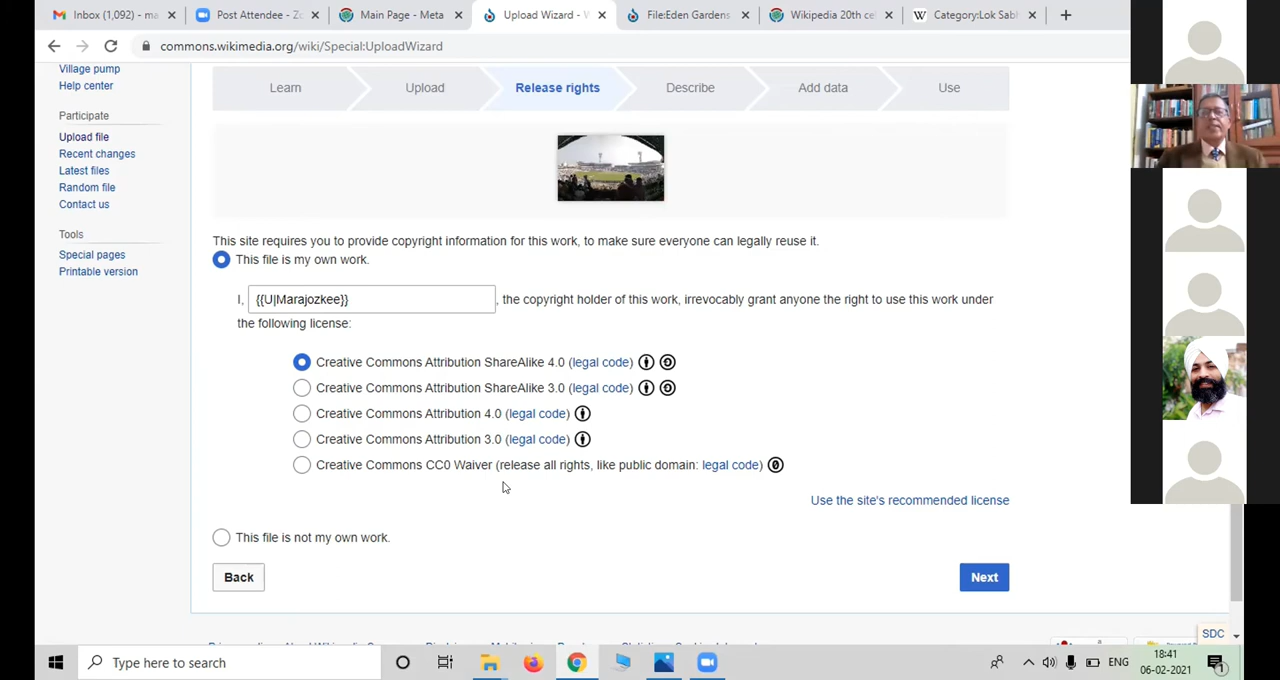 Inbox (1,092) - ma
Post Attendee - Zo
Main Page - Meta
Upload Wizard - W
File:Eden Gardens
Wikipedia 20th cel
Category:Lok Sabh
commons.wikimedia.org/wiki/Special:UploadWizard
Village pump
Help center
Participate
Upload file
Recent changes
Latest files
Random file
Contact us
Tools
Special pages
Printable version
Learn
Upload
Release rights
Describe
Add data
Use
This site requires you to provide copyright information for this work, to make sure everyone can legally reuse it.
This file is my own work.
I, {{U|Marajozkee}} , the copyright holder of this work, irrevocably grant anyone the right to use this work under
the following license:
Creative Commons Attribution ShareAlike 4.0 (legal code)
Creative Commons Attribution ShareAlike 3.0 (legal code)
Creative Commons Attribution 4.0 (legal code)
Creative Commons Attribution 3.0 (legal code)
Creative Commons CC0 Waiver (release all rights, like public domain: legal code)
Use the site's recommended license
This file is not my own work.
Back
Next
SDC
Type here to search
ENG
18:41
06-02-2021